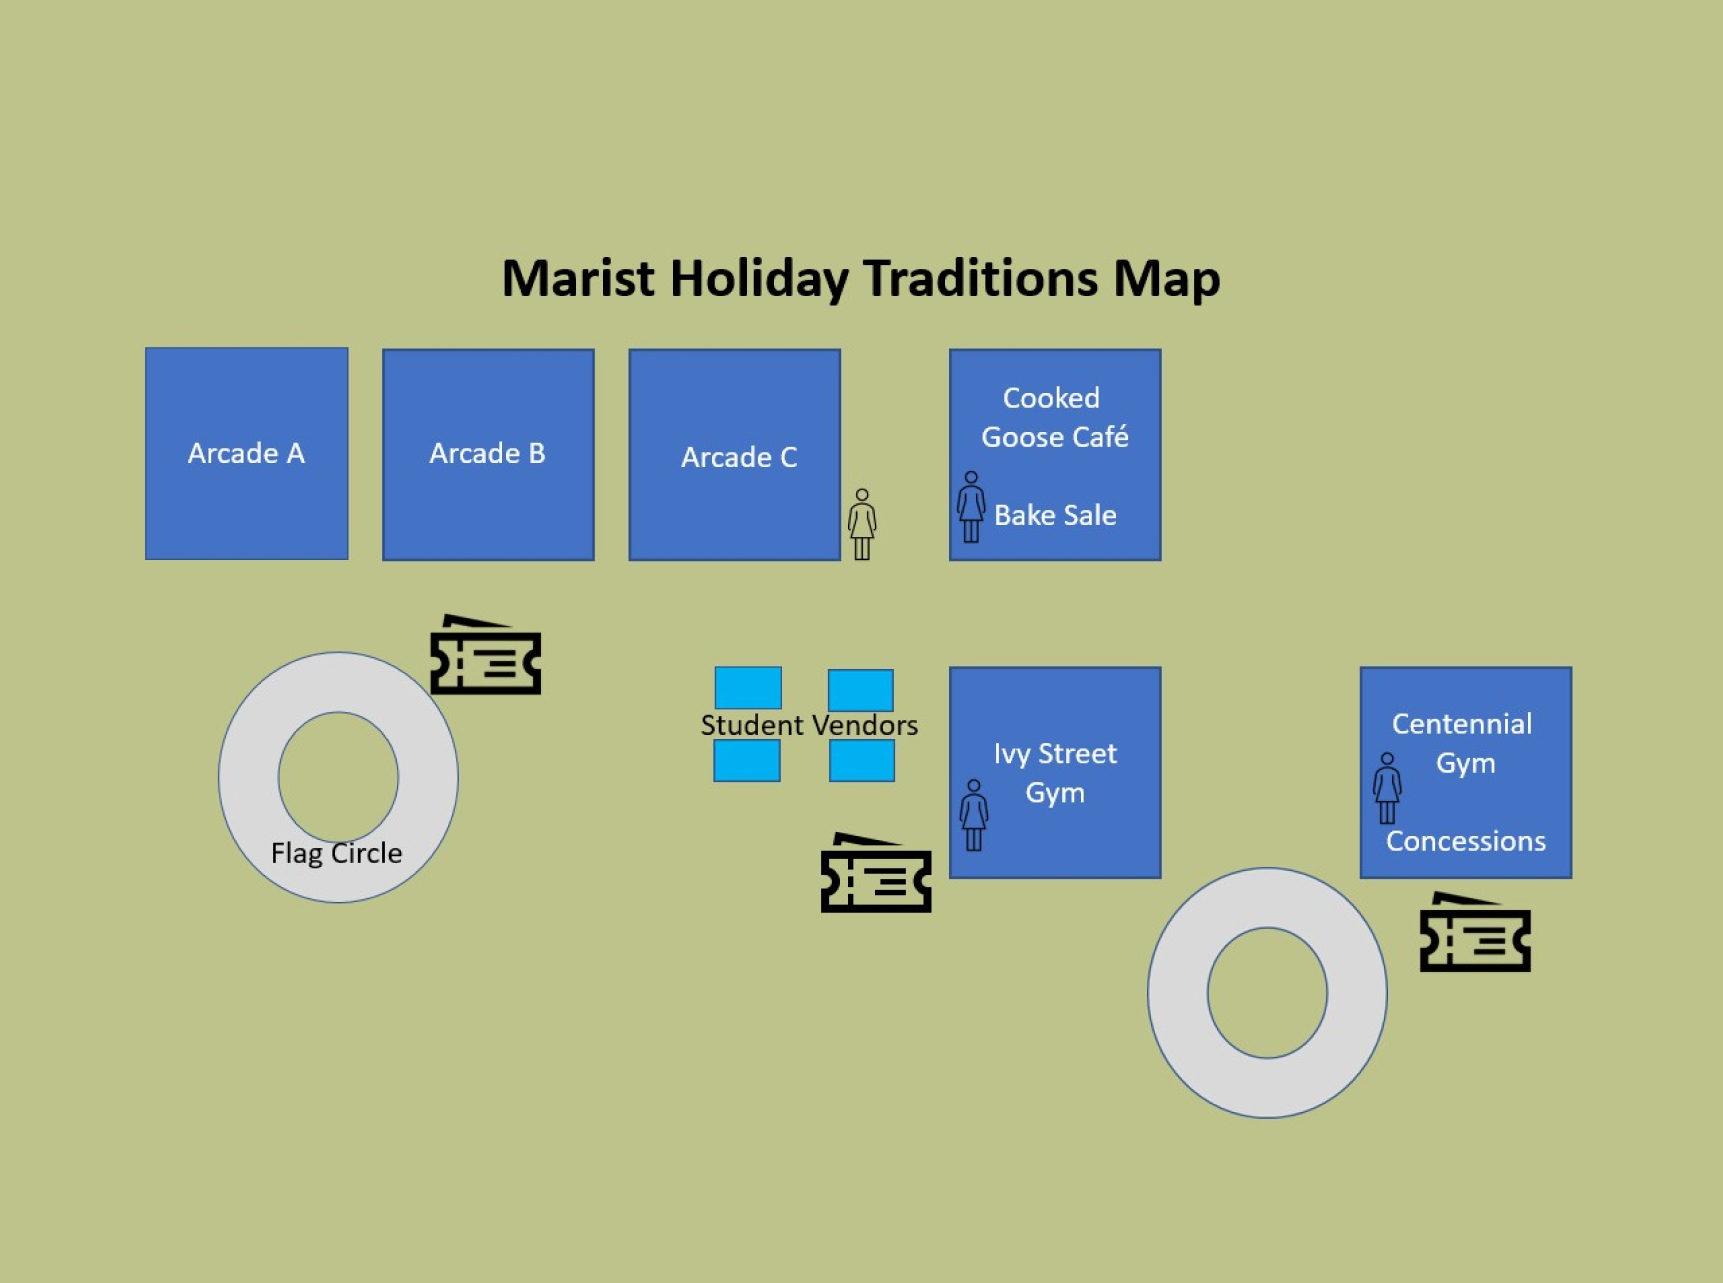 Marist Holiday Traditions Map
Arcade A
Arcade B
Arcade C
Cooked
Goose Café
Bake Sale
Student Vendors
Ivy Street
Gym
Centennial
Gym
Concessions
Flag Circle